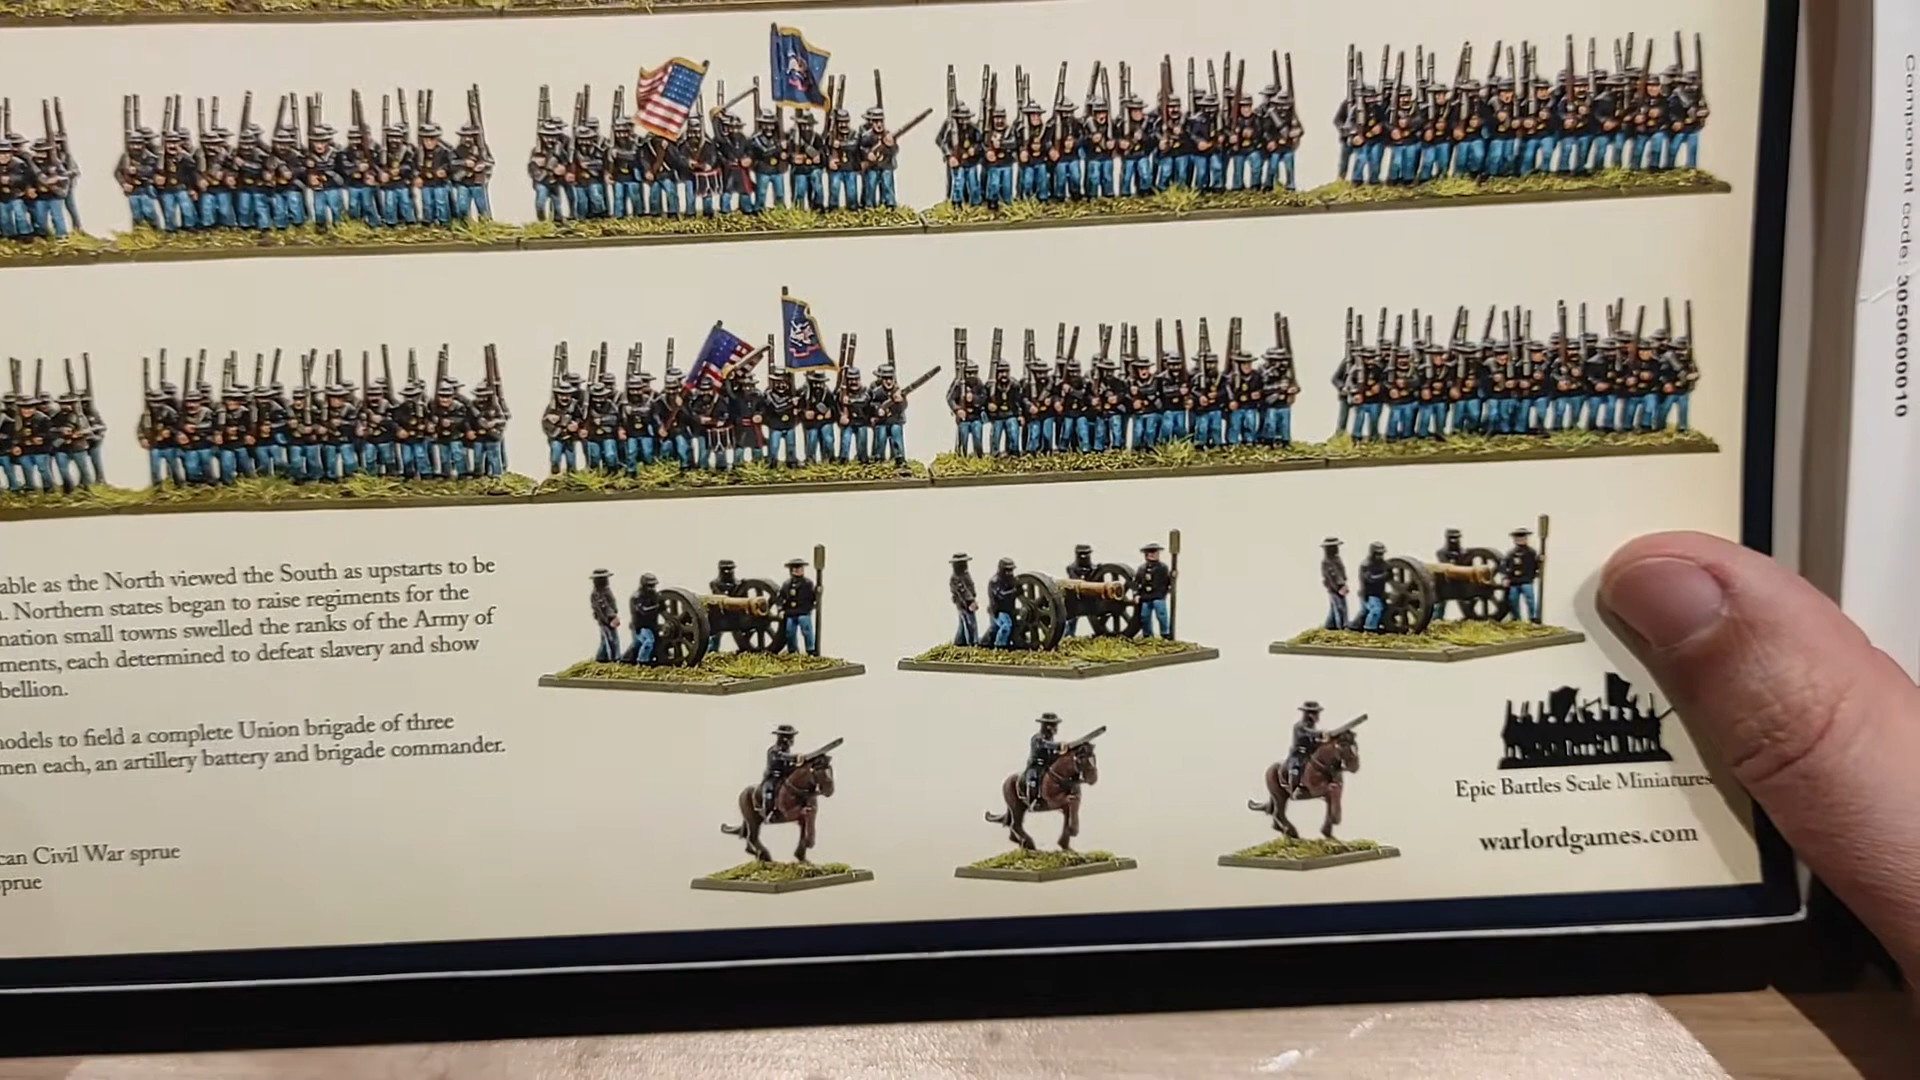 able as the North viewed the South as upstarts to be
Northern states began to raise regiments for the
nation small towns swelled the ranks of the Army of
ments, each determined to defeat slavery and show
bellion.
odels to field a complete Union brigade of three
men each, an artillery battery and brigade commander.
can Civil War sprue
prue
Epic Battles Scale Miniatures
warlordgames.com
Component code: 3050600010